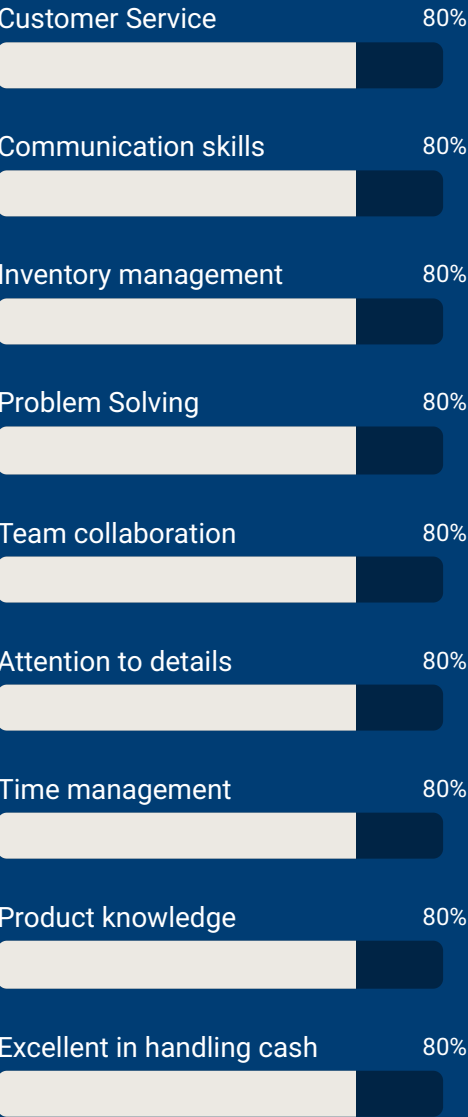 Customer Service 80%
Communication skills 80%
Inventory management 80%
Problem Solving 80%
Team collaboration 80%
Attention to details 80%
Time management 80%
Product knowledge 80%
Excellent in handling cash 80%